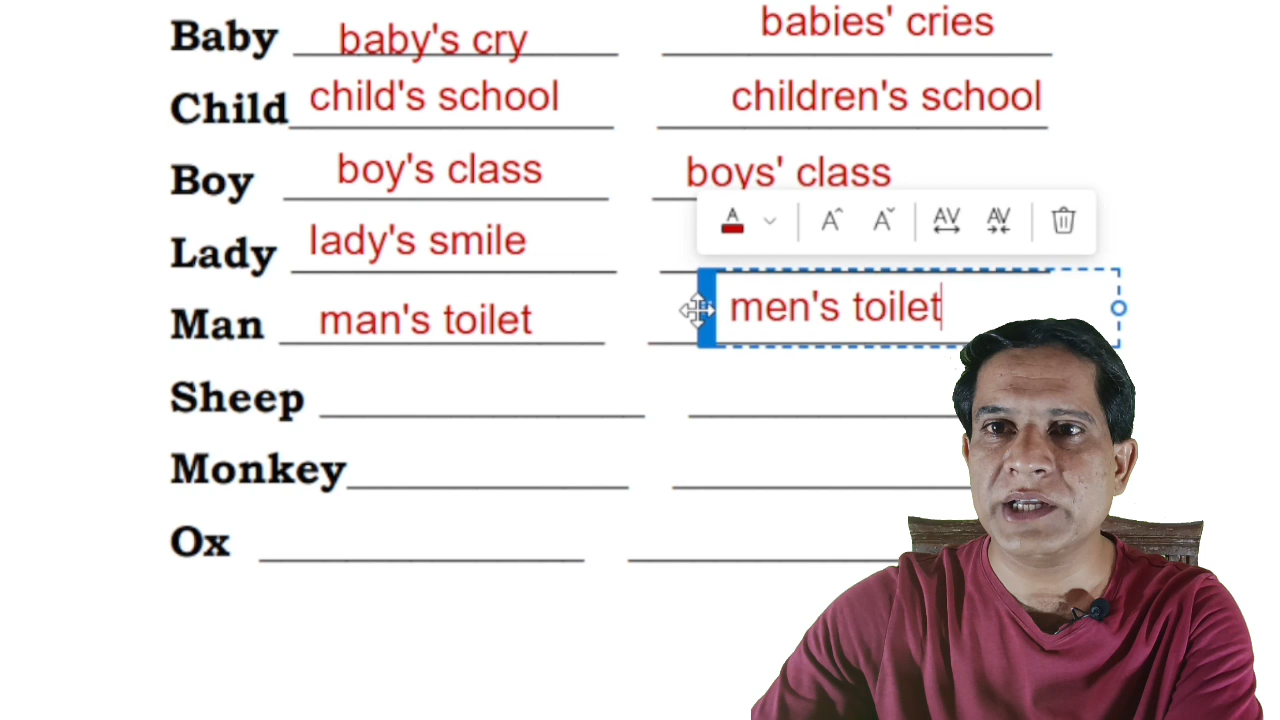 Baby baby's cry babies' cries
Child child's school children's school
Boy boy's class boys' class
Lady lady's smile
Man man's toilet men's toilet
Sheep
Monkey
Ox